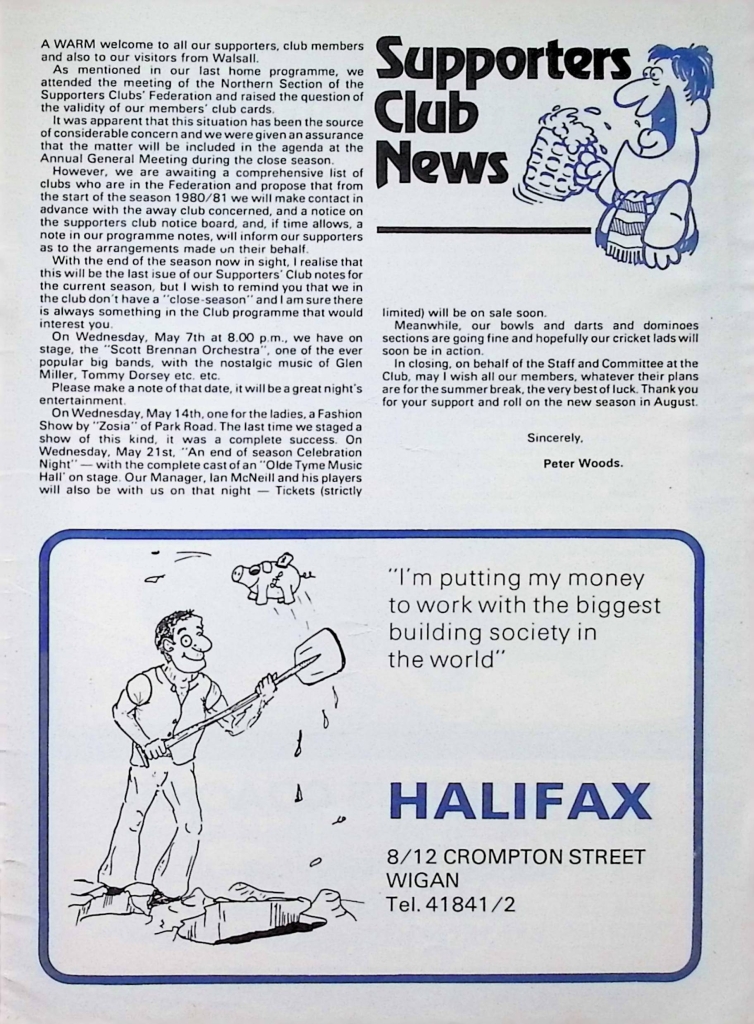 A WARM welcome to all our supporters, club members
and also to our visitors from Walsall.
As mentioned in our last home programme, we
attended the meeting of the Northern Section of the
Supporters Clubs' Federation and raised the question of
the validity of our members' club cards.
It was apparent that this situation has been the source
of considerable concern and we were given an assurance
that the matter will be included in the agenda at the
Annual General Meeting during the close season.
However, we are awaiting a comprehensive list of
clubs who are in the Federation and propose that from
the start of the season 1980/81 we will make contact in
advance with the away club concerned, and a notice on
the supporters club notice board, and, if time allows, a
note in our programme notes, will inform our supporters
as to the arrangements made on their behalf.
With the end of the season now in sight, I realise that
this will be the last isue of our Supporters' Club notes for
the current season, but I wish to remind you that we in
the club don't have a "close-season" and I am sure there
is always something in the Club programme that would
interest you.
On Wednesday, May 7th at 8.00 p.m., we have on
stage, the "Scott Brennan Orchestra", one of the ever
popular big bands, with the nostalgic music of Glen
Miller, Tommy Dorsey etc. etc.
Please make a note of that date, it will be a great night's
entertainment.
On Wednesday, May 14th, one for the ladies, a Fashion
Show by "Zosia" of Park Road. The last time we staged a
show of this kind, it was a complete success. On
Wednesday, May 21st, "An end of season Celebration
Night" — with the complete cast of an "Olde Tyme Music
Hall' on stage. Our Manager, Ian McNeill and his players
will also be with us on that night — Tickets (strictly
Supporters
Club
News
limited) will be on sale soon.
Meanwhile, our bowls and darts and dominoes
sections are going fine and hopefully our cricket lads will
soon be in action.
In closing, on behalf of the Staff and Committee at the
Club, may I wish all our members, whatever their plans
are for the summer break, the very best of luck. Thank you
for your support and roll on the new season in August.
Sincerely,
Peter Woods.
"I'm putting my money
to work with the biggest
building society in
the world"
HALIFAX
8/12 CROMPTON STREET
WIGAN
Tel. 41841/2